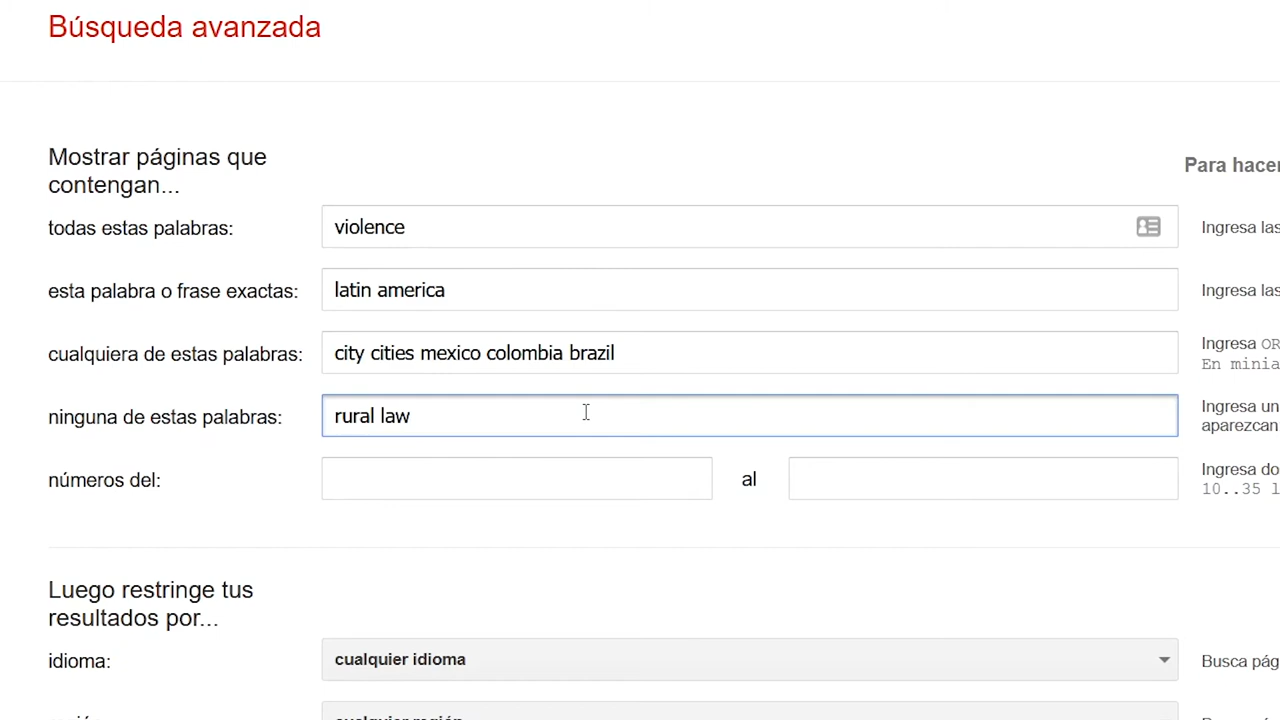 Búsqueda avanzada
Mostrar páginas que
contengan...
Para hacer
todas estas palabras:
violence
Ingresa las
esta palabra o frase exactas:
latin america
Ingresa las
cualquiera de estas palabras:
city cities mexico colombia brazil
Ingresa OR
En minia
ninguna de estas palabras:
rural law
Ingresa un
aparezcan
números del:
al
Ingresa do
10..35 l
Luego restringe tus
resultados por...
idioma:
cualquier idioma
Busca pág
cualquier región